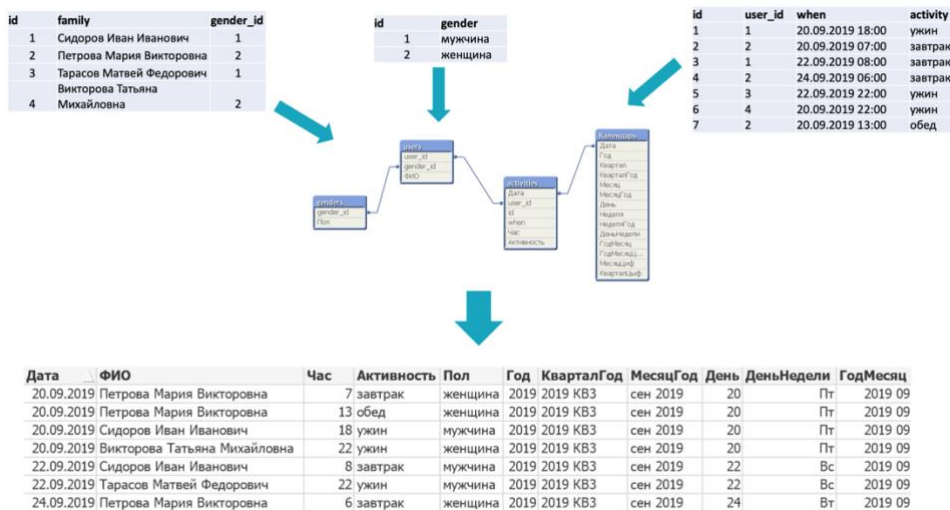 id family gender_id
1 Сидоров Иван Иванович 1
2 Петрова Мария Викторовна 2
3 Тарасов Матвей Федорович 1
Викторова Татьяна
4 Михайловна 2
id gender
1 мужчина
2 женщина
id user_id when activity
1 1 20.09.2019 18:00 ужин
2 2 20.09.2019 07:00 завтрак
3 1 22.09.2019 08:00 завтрак
4 2 24.09.2019 06:00 завтрак
5 3 22.09.2019 22:00 ужин
6 4 20.09.2019 22:00 ужин
7 2 20.09.2019 13:00 обед
genders
gender_id
Пол
users
user_id
gender_id
ФИО
activities
Дата
user_id
id
when
Час
Активность
Календарь
Дата
Год
Квартал
КварталГод
Месяц
МесяцГод
День
Неделя
НеделяГод
ДеньНедели
ГодМесяц
ГодМесяцЦ...
МесяцЦиф
КварталЦыф
Дата ФИО Час Активность Пол Год КварталГод МесяцГод День ДеньНедели ГодМесяц
20.09.2019 Петрова Мария Викторовна 7 завтрак женщина 2019 2019 КВ3 сен 2019 20 Пт 2019 09
20.09.2019 Петрова Мария Викторовна 13 обед женщина 2019 2019 КВ3 сен 2019 20 Пт 2019 09
20.09.2019 Сидоров Иван Иванович 18 ужин мужчина 2019 2019 КВ3 сен 2019 20 Пт 2019 09
20.09.2019 Викторова Татьяна Михайловна 22 ужин женщина 2019 2019 КВ3 сен 2019 20 Пт 2019 09
22.09.2019 Сидоров Иван Иванович 8 завтрак мужчина 2019 2019 КВ3 сен 2019 22 Вс 2019 09
22.09.2019 Тарасов Матвей Федорович 22 ужин мужчина 2019 2019 КВ3 сен 2019 22 Вс 2019 09
24.09.2019 Петрова Мария Викторовна 6 завтрак женщина 2019 2019 КВ3 сен 2019 24 Вт 2019 09